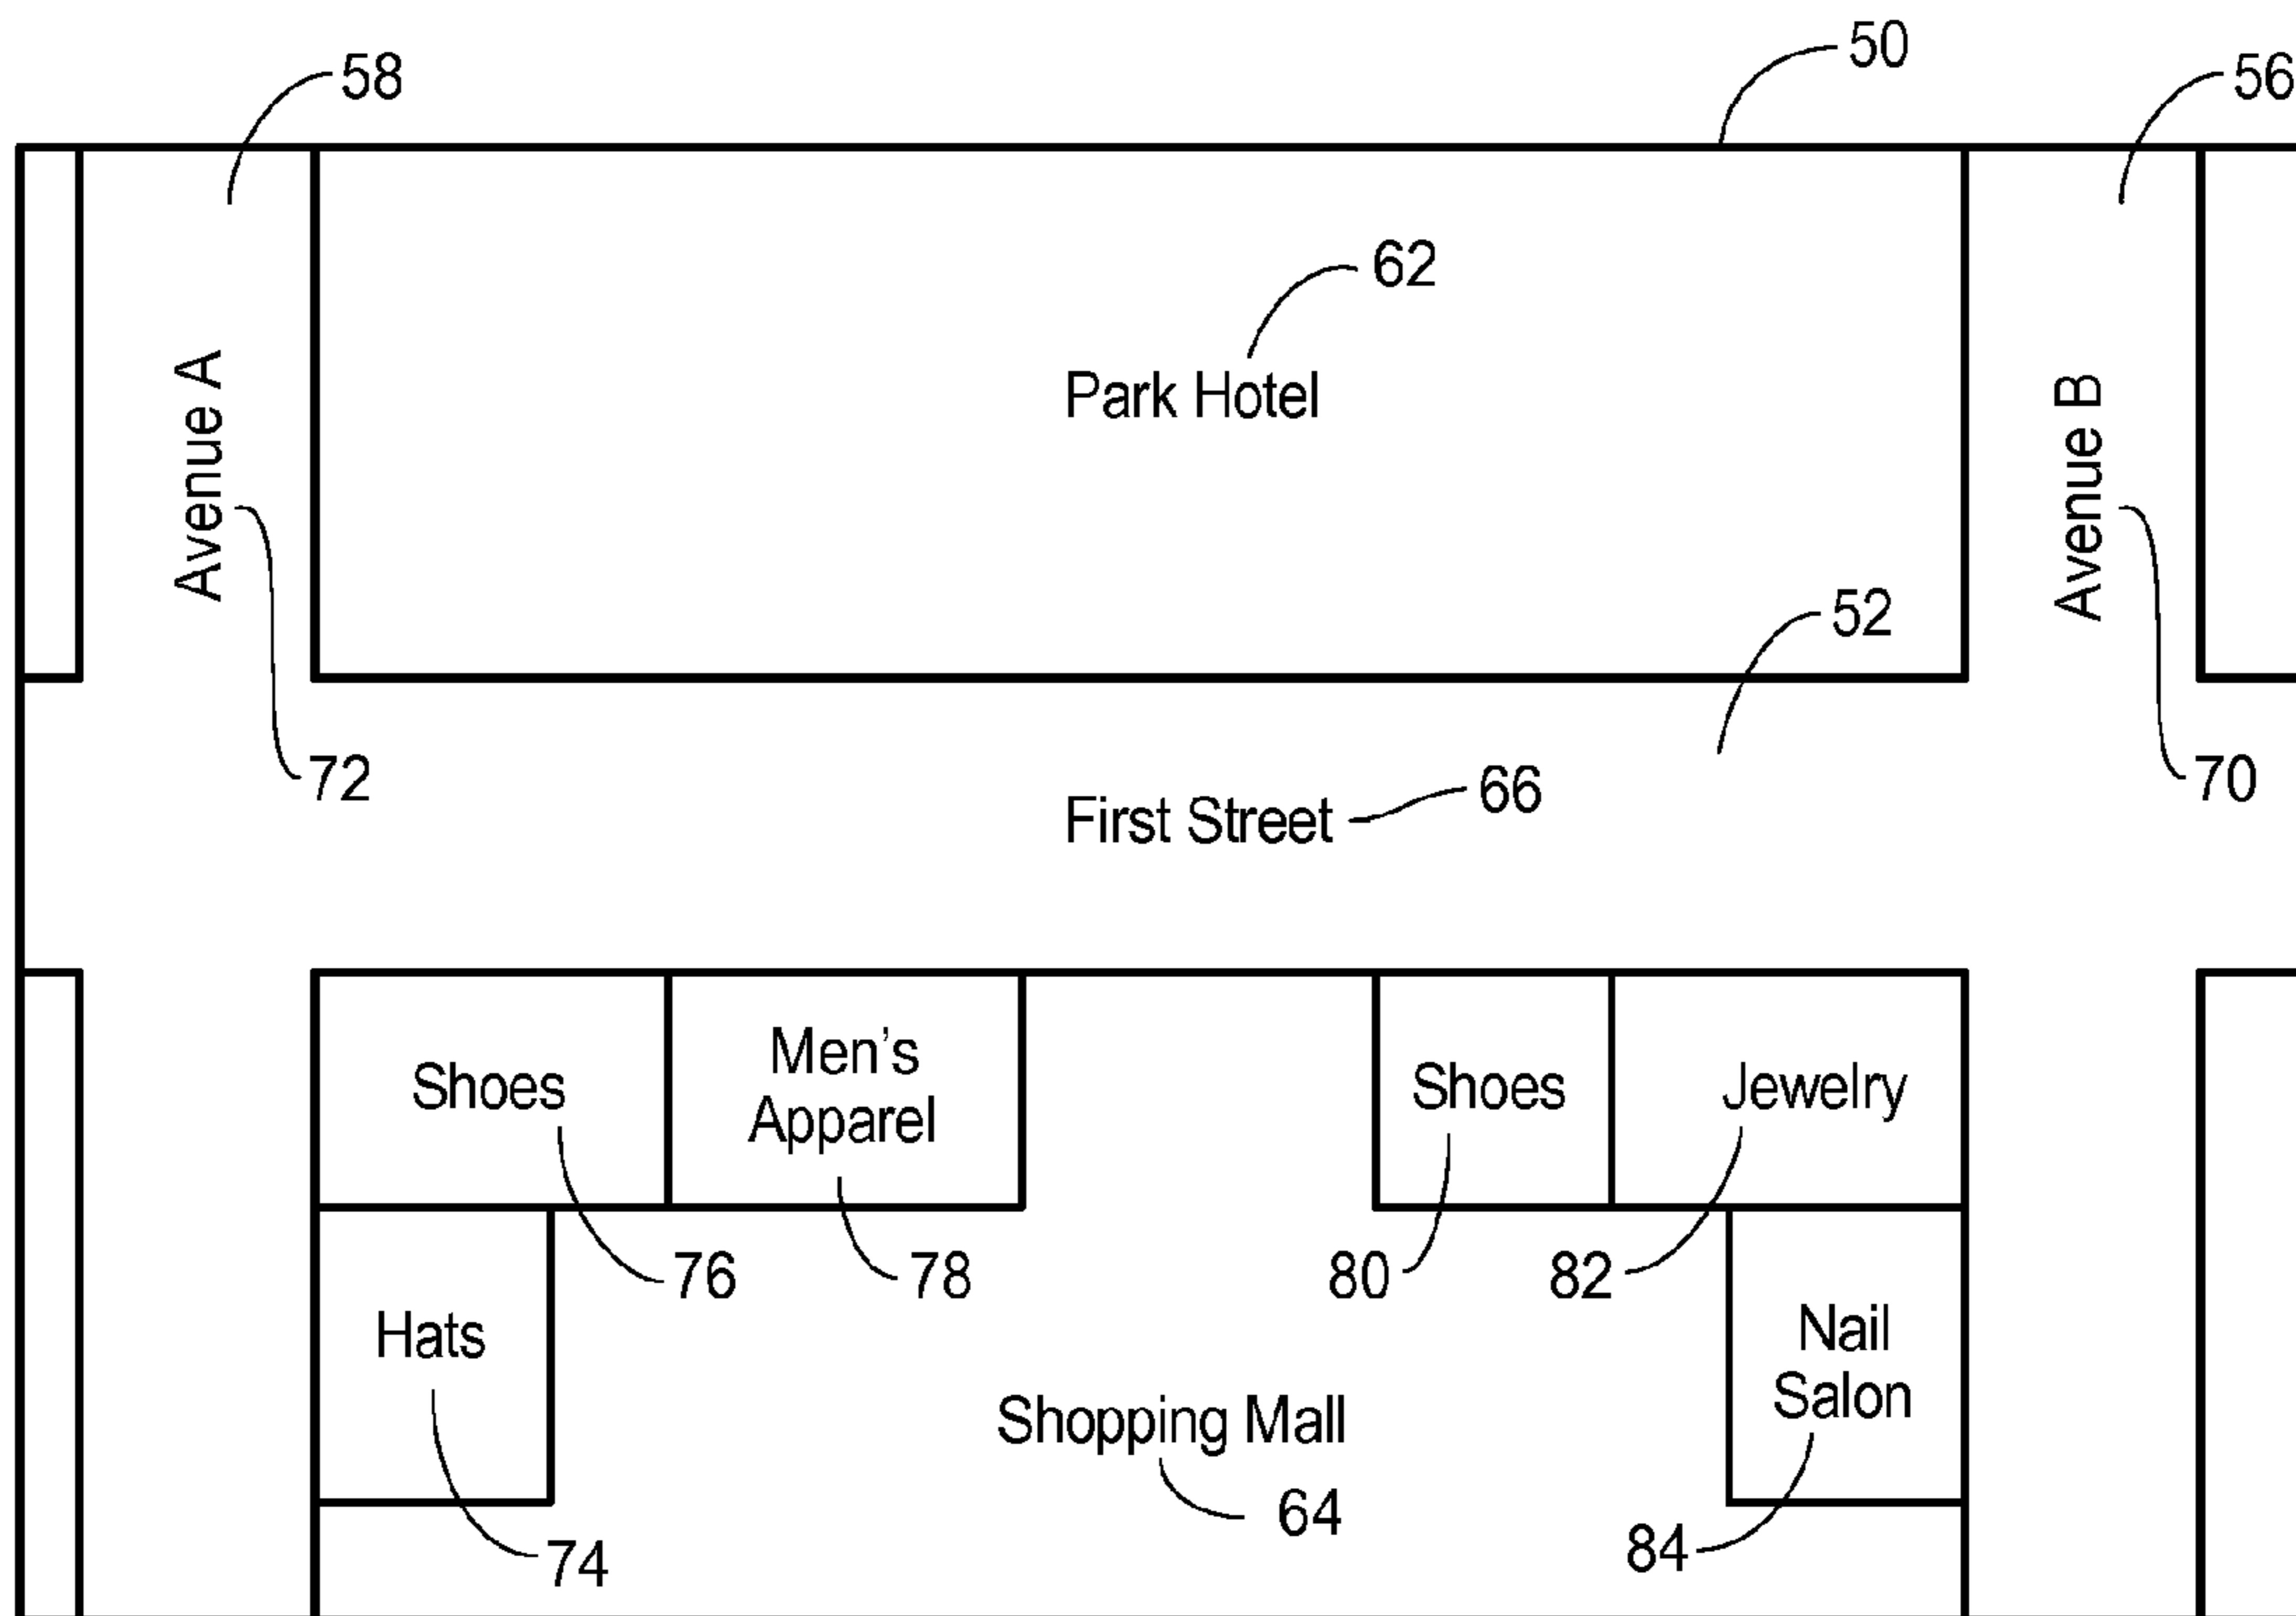 50
58
56
62
Park Hotel
Avenue A
Avenue B
52
72
70
66
First Street
Men's
Apparel
Shoes
Shoes
Jewelry
76
78
80
82
Hats
Nail
Salon
Shopping Mall
64
74
84